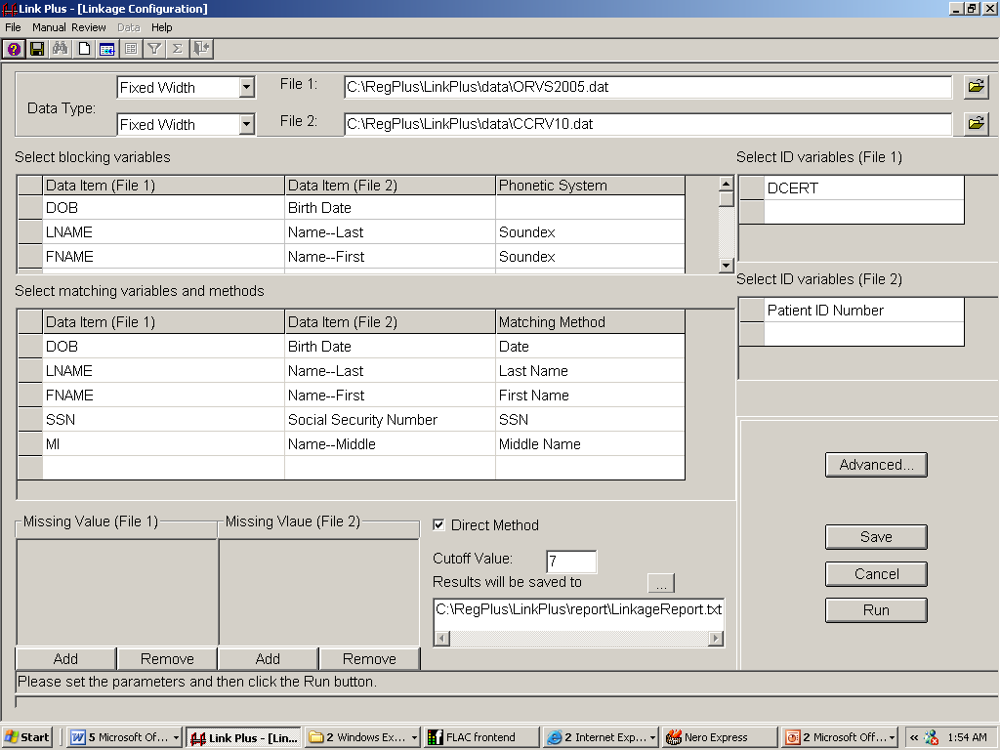 Link Plus - [Linkage Configuration]
File Manual Review Data Help
Data Type:
Fixed Width
File 1:
C:\RegPlus\LinkPlus\data\ORVS2005.dat
Fixed Width
File 2:
C:\RegPlus\LinkPlus\data\CCRV10.dat
Select blocking variables
Data Item (File 1) Data Item (File 2) Phonetic System
DOB Birth Date
LNAME Name--Last Soundex
FNAME Name--First Soundex
Select ID variables (File 1)
DCERT
Select ID variables (File 2)
Patient ID Number
Select matching variables and methods
Data Item (File 1) Data Item (File 2) Matching Method
DOB Birth Date Date
LNAME Name--Last Last Name
FNAME Name--First First Name
SSN Social Security Number SSN
MI Name--Middle Middle Name
Missing Value (File 1) Missing Vlaue (File 2)
Add Remove Add Remove
Direct Method
Cutoff Value: 7
Results will be saved to ...
C:\RegPlus\LinkPlus\report\LinkageReport.txt
Advanced...
Save
Cancel
Run
Please set the parameters and then click the Run button.
Start 5 Microsoft Of... Link Plus - [Lin... 2 Windows Ex... FLAC frontend 2 Internet Exp... Nero Express 2 Microsoft Off... « 1:54 AM